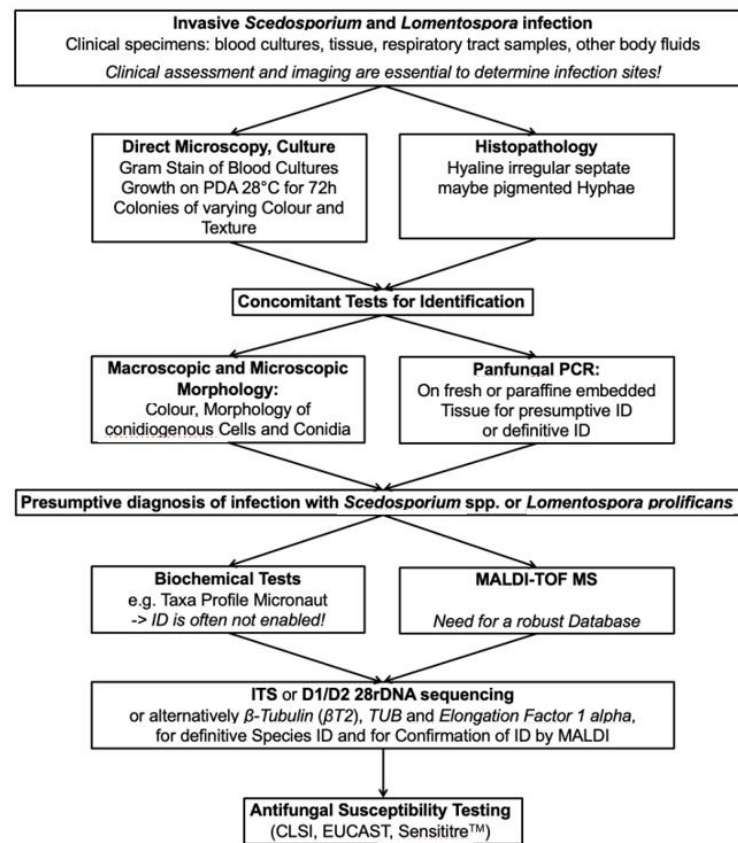 Invasive Scedosporium and Lomentospora infection
Clinical specimens: blood cultures, tissue, respiratory tract samples, other body fluids
Clinical assessment and imaging are essential to determine infection sites!
Direct Microscopy, Culture
Gram Stain of Blood Cultures
Growth on PDA 28°C for 72h
Colonies of varying Colour and
Texture
Histopathology
Hyaline irregular septate
maybe pigmented Hyphae
Concomitant Tests for Identification
Macroscopic and Microscopic
Morphology:
Colour, Morphology of
conidiogenous Cells and Conidia
Panfungal PCR:
On fresh or paraffine embedded
Tissue for presumptive ID
or definitive ID
Presumptive diagnosis of infection with Scedosporium spp. or Lomentospora prolificans
Biochemical Tests
e.g. Taxa Profile Micronaut
-> ID is often not enabled!
MALDI-TOF MS
Need for a robust Database
ITS or D1/D2 28rDNA sequencing
or alternatively β-Tubulin (βT2), TUB and Elongation Factor 1 alpha,
for definitive Species ID and for Confirmation of ID by MALDI
Antifungal Susceptibility Testing
(CLSI, EUCAST, Sensititre™)